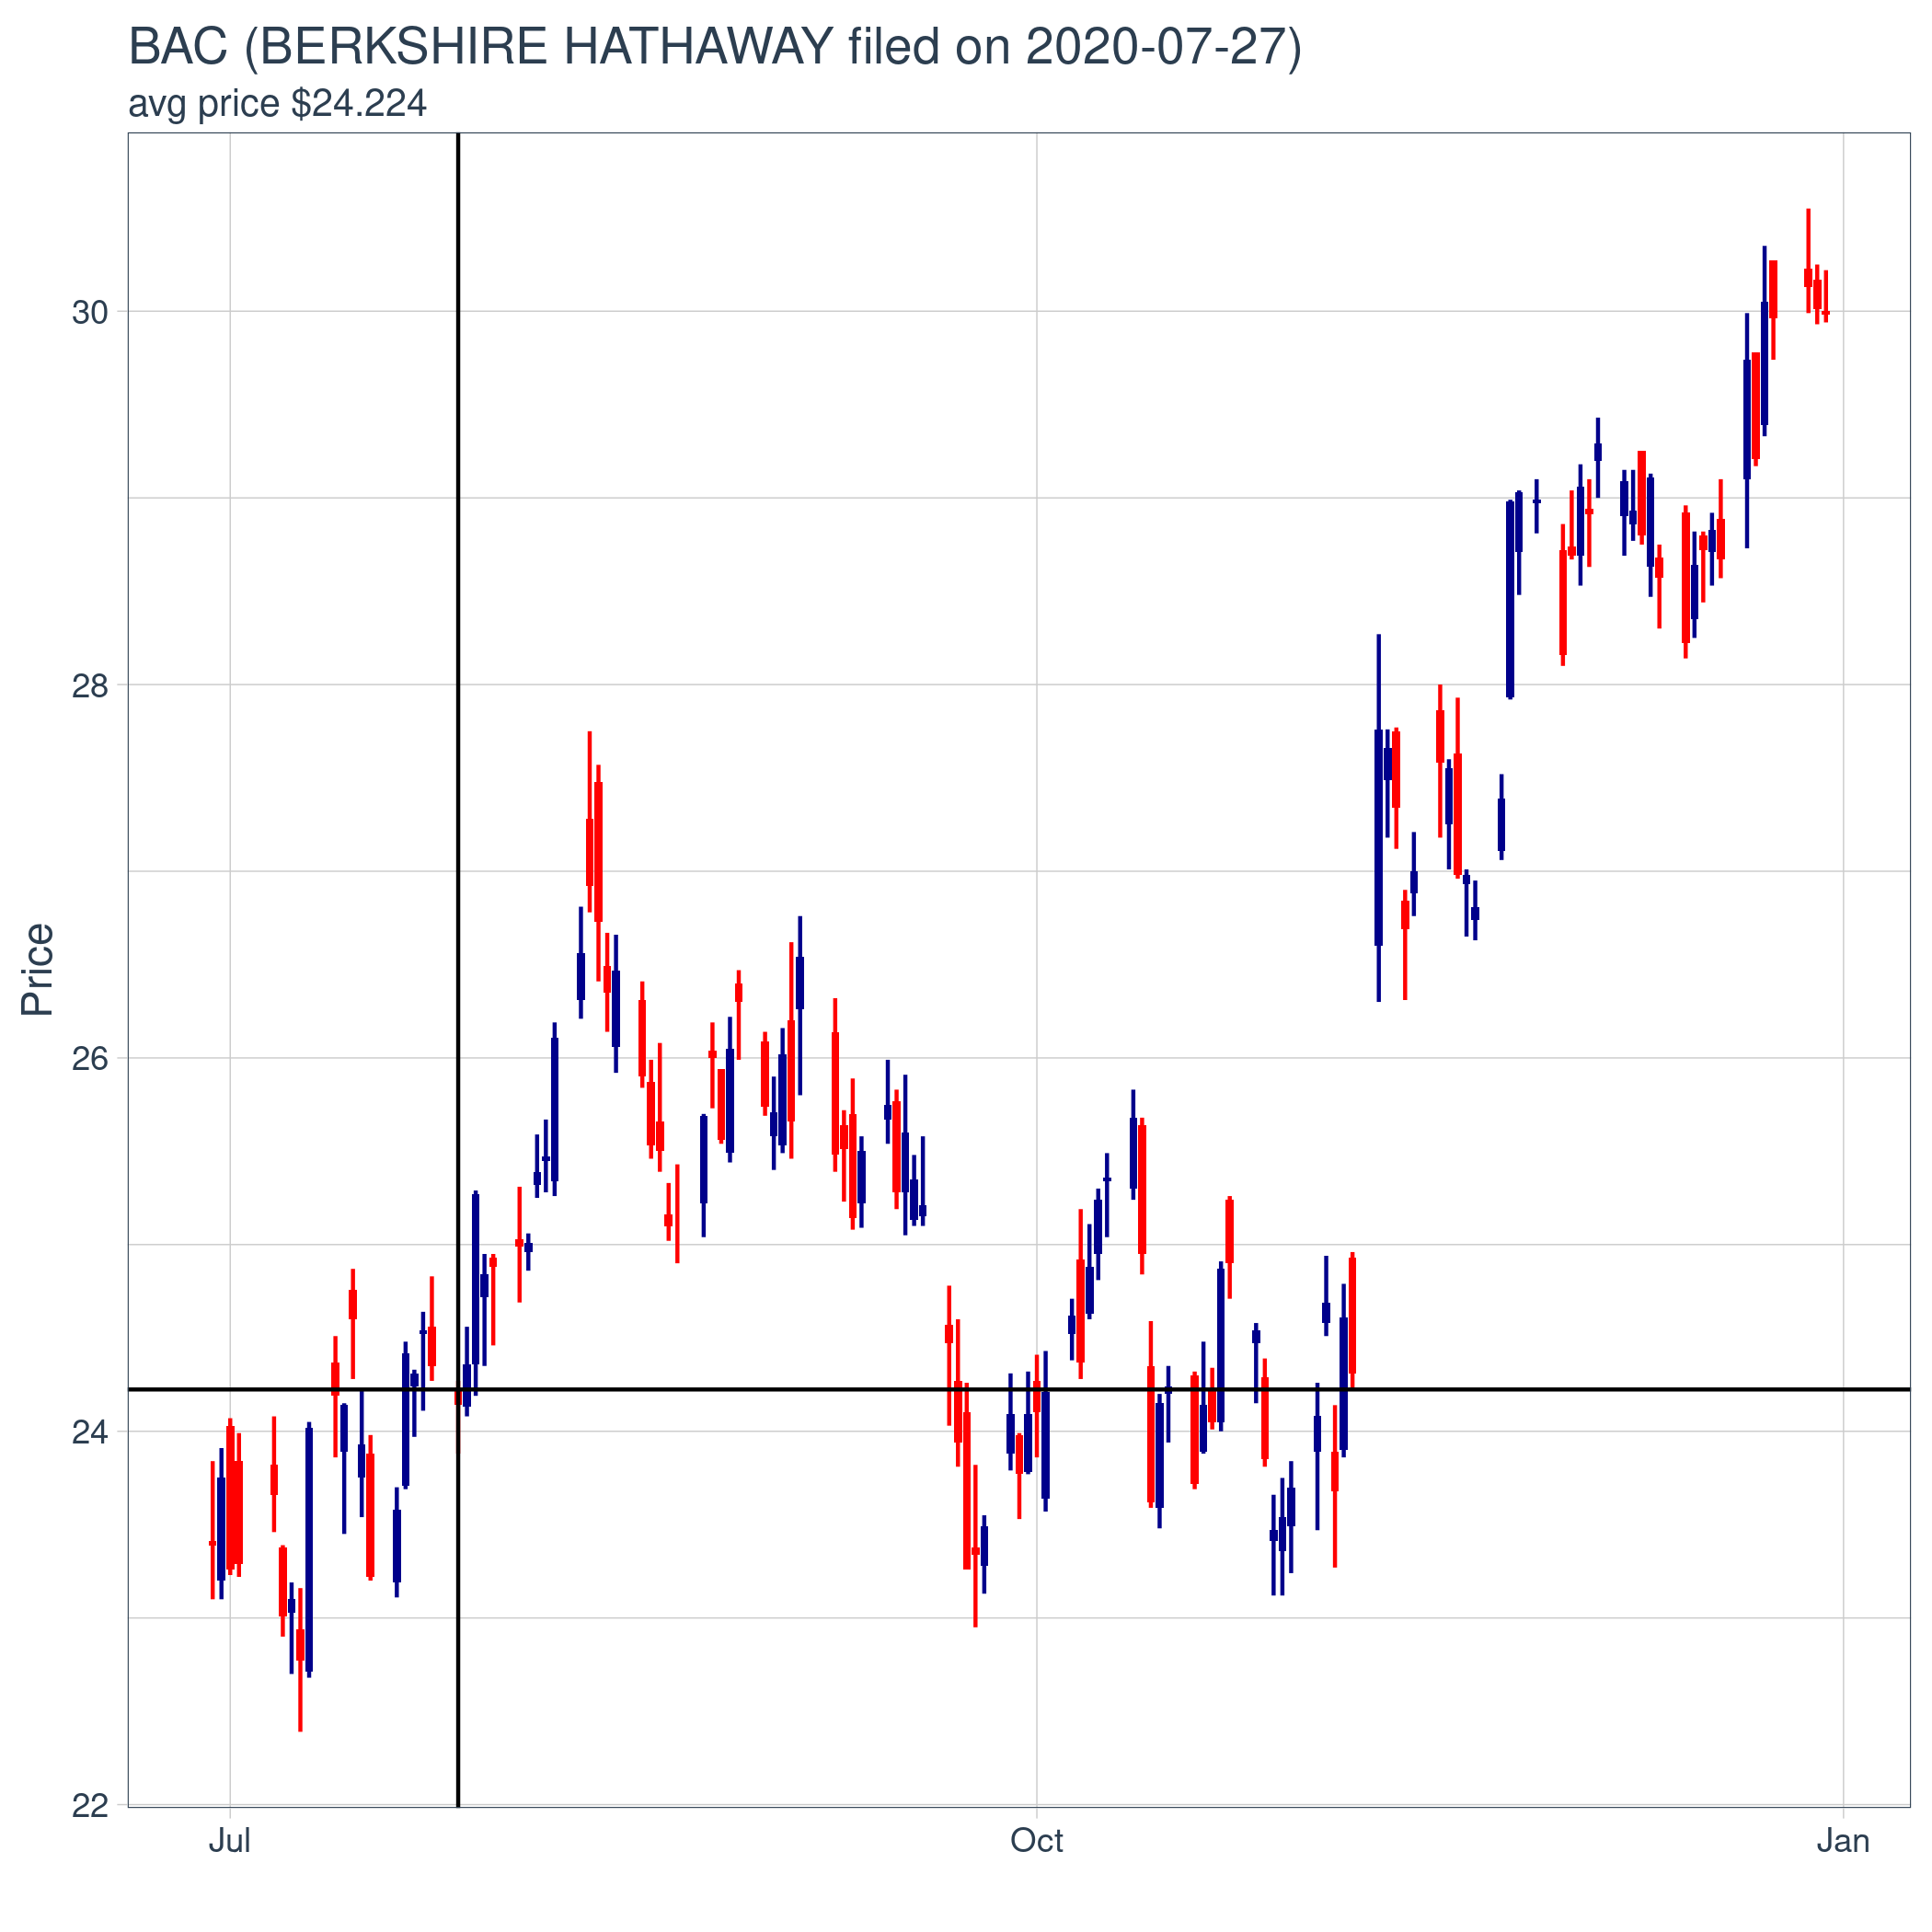 BAC (BERKSHIRE HATHAWAY filed on 2020-07-27)
avg price $24.224
30
28
26
24
22
Price
Jul Oct Jan